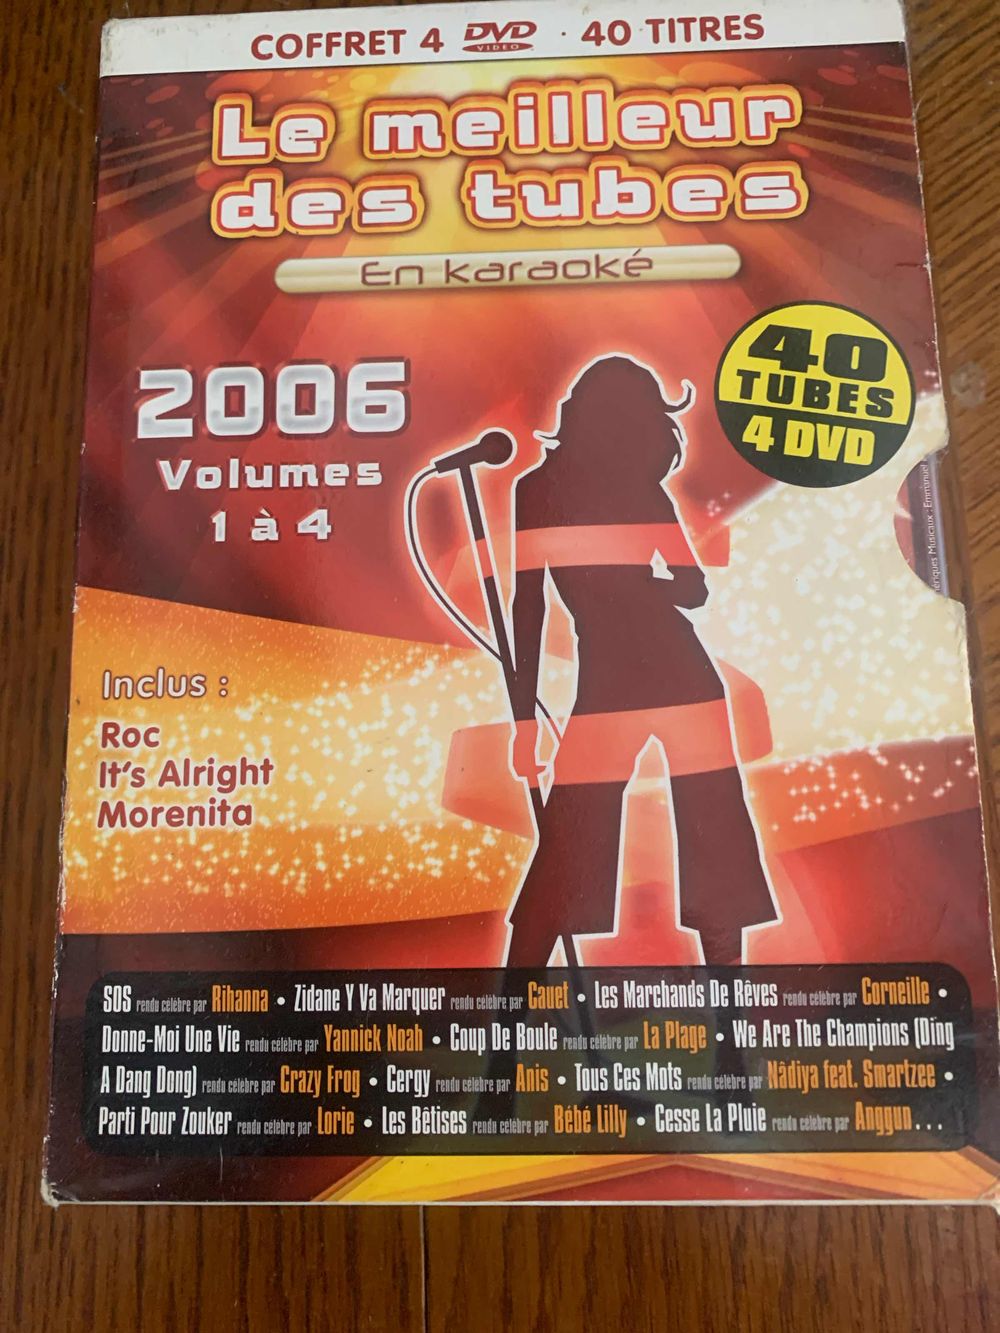 COFFRET 4 DVD VIDEO · 40 TITRES
Le meilleur
des tubes
En karaoké
40
TUBES
4 DVD
2006
Volumes
1 à 4
Musicaux : Emmanuel
Inclus :
Roc
It's Alright
Morenita
SOS rendu célèbre par Rihanna • Zidane Y Va Marquer rendu célèbre par Cauet • Les Marchands De Rêves rendu célèbre par Corneille •
Donne-Moi Une Vie rendu célèbre par Yannick Noah • Coup De Boule rendu célèbre par La Plage • We Are The Champions (Ding
A Dang Dong) rendu célèbre par Crazy Frog • Cergy rendu célèbre par Anis • Tous Ces Mots rendu célèbre par Nâdiya feat. Smartzee •
Parti Pour Zouker rendu célèbre par Lorie • Les Bêtises rendu célèbre par Bébé Lilly • Cesse La Pluie rendu célèbre par Anggun...